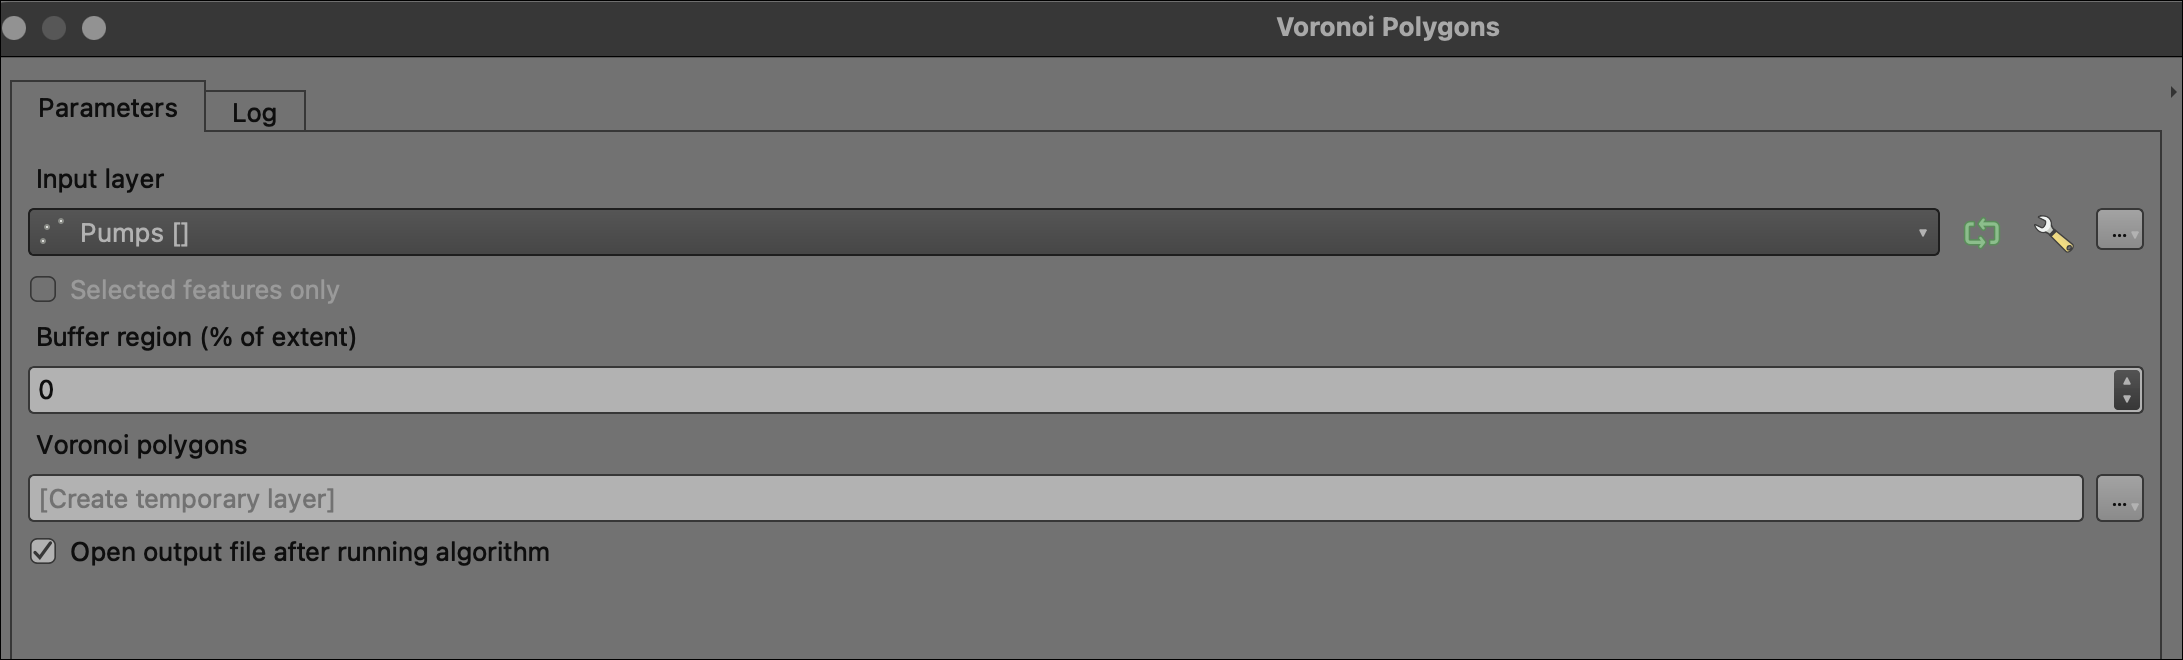 Voronoi Polygons
Parameters
Log
Input layer
Pumps []
...
Selected features only
Buffer region (% of extent)
0
Voronoi polygons
[Create temporary layer]
...
Open output file after running algorithm